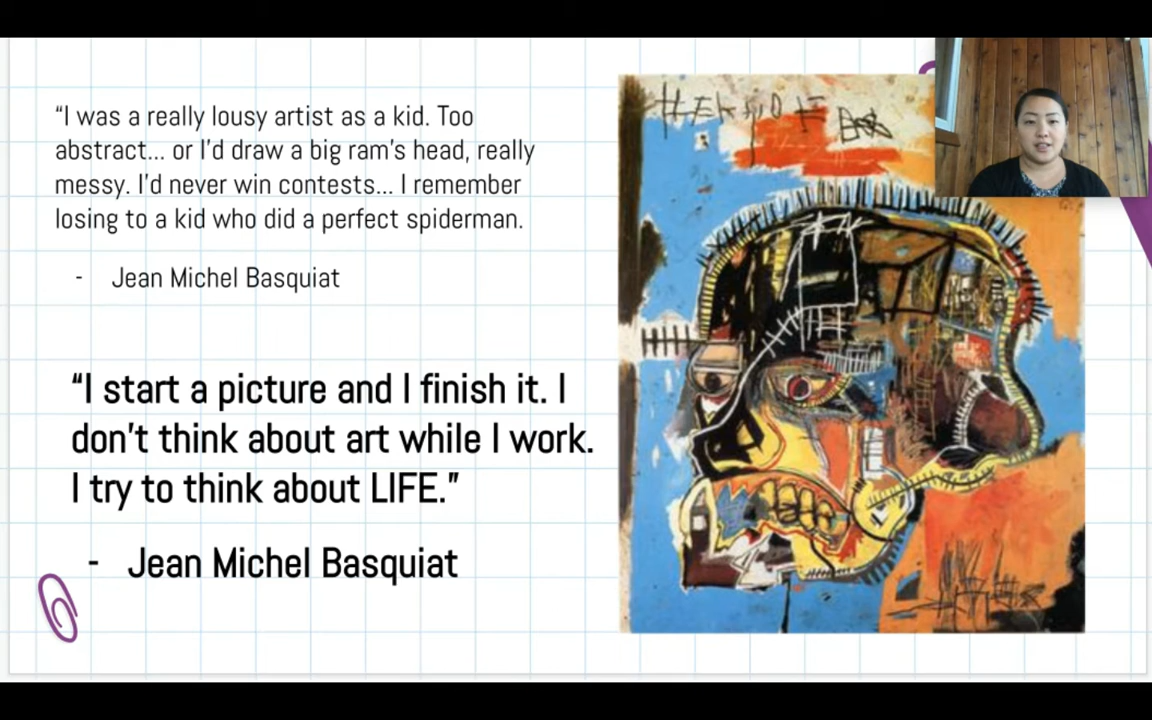 “I was a really lousy artist as a kid. Too
abstract... or I’d draw a big ram’s head, really
messy. I’d never win contests... I remember
losing to a kid who did a perfect spiderman.
- Jean Michel Basquiat
“I start a picture and I finish it. I
don’t think about art while I work.
I try to think about LIFE.”
- Jean Michel Basquiat